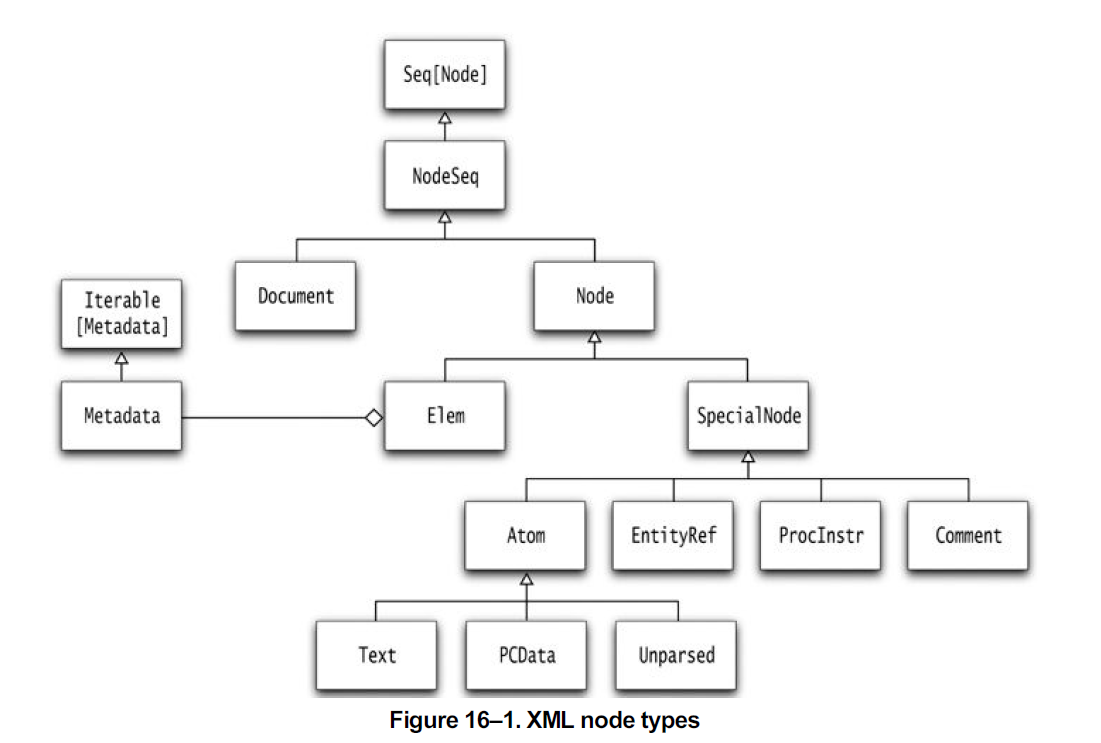 Seq[Node]
NodeSeq
Document
Node
Iterable
[Metadata]
Metadata
Elem
SpecialNode
Atom
EntityRef
ProcInstr
Comment
Text
PCData
Unparsed
Figure 16–1. XML node types